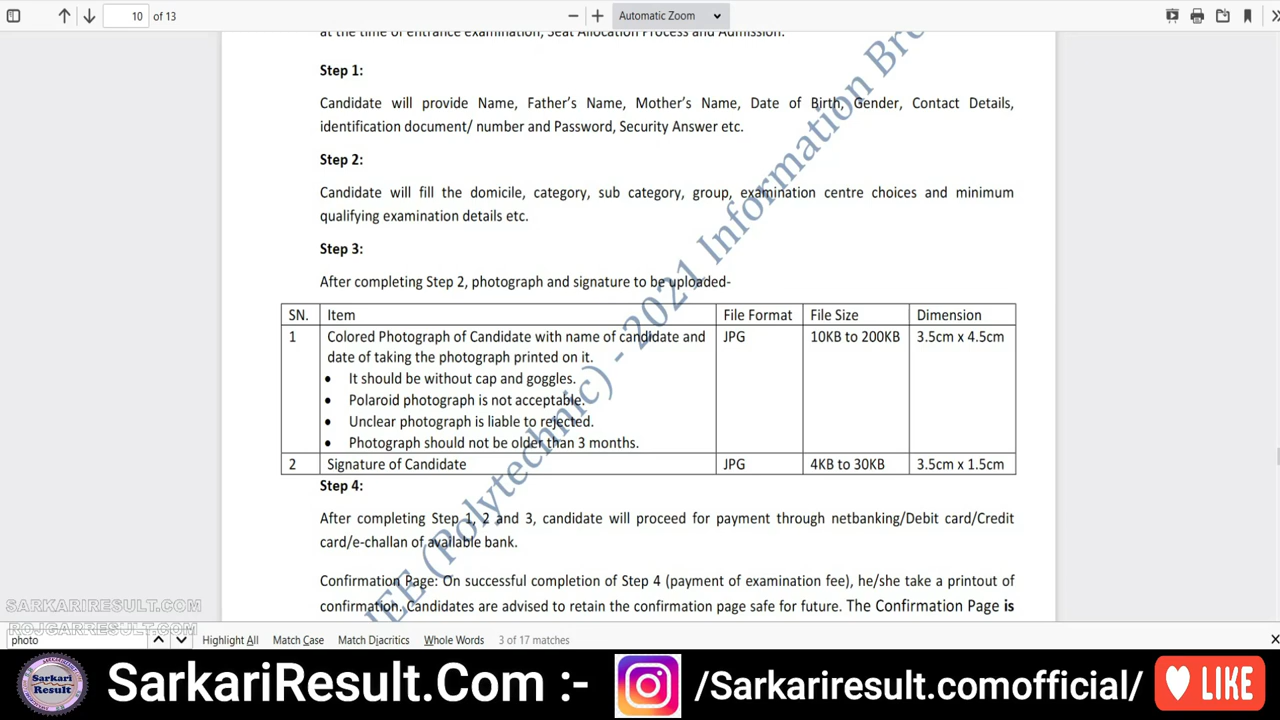 10 of 13
Automatic Zoom
at the time of entrance examination, Seat Allocation Process and Admission.
Step 1:
Candidate will provide Name, Father's Name, Mother's Name, Date of Birth, Gender, Contact Details,
identification document/ number and Password, Security Answer etc.
Step 2:
Candidate will fill the domicile, category, sub category, group, examination centre choices and minimum
qualifying examination details etc.
Step 3:
After completing Step 2, photograph and signature to be uploaded-
SN. Item File Format File Size Dimension
1 Colored Photograph of Candidate with name of candidate and JPG 10KB to 200KB 3.5cm x 4.5cm
date of taking the photograph printed on it.
• It should be without cap and goggles.
• Polaroid photograph is not acceptable.
• Unclear photograph is liable to rejected.
• Photograph should not be older than 3 months.
2 Signature of Candidate JPG 4KB to 30KB 3.5cm x 1.5cm
Step 4:
After completing Step 1, 2 and 3, candidate will proceed for payment through netbanking/Debit card/Credit
card/e-challan of available bank.
Confirmation Page: On successful completion of Step 4 (payment of examination fee), he/she take a printout of
confirmation. Candidates are advised to retain the confirmation page safe for future. The Confirmation Page is
JEE (Polytechnic) - 2021 Information Bro
SARKARIRESULT.COM
ROJGARRESULT.COM
photo Highlight All Match Case Match Diacritics Whole Words 3 of 17 matches
Sarkari
Result
SarkariResult.Com :- /Sarkariresult.comofficial/ LIKE